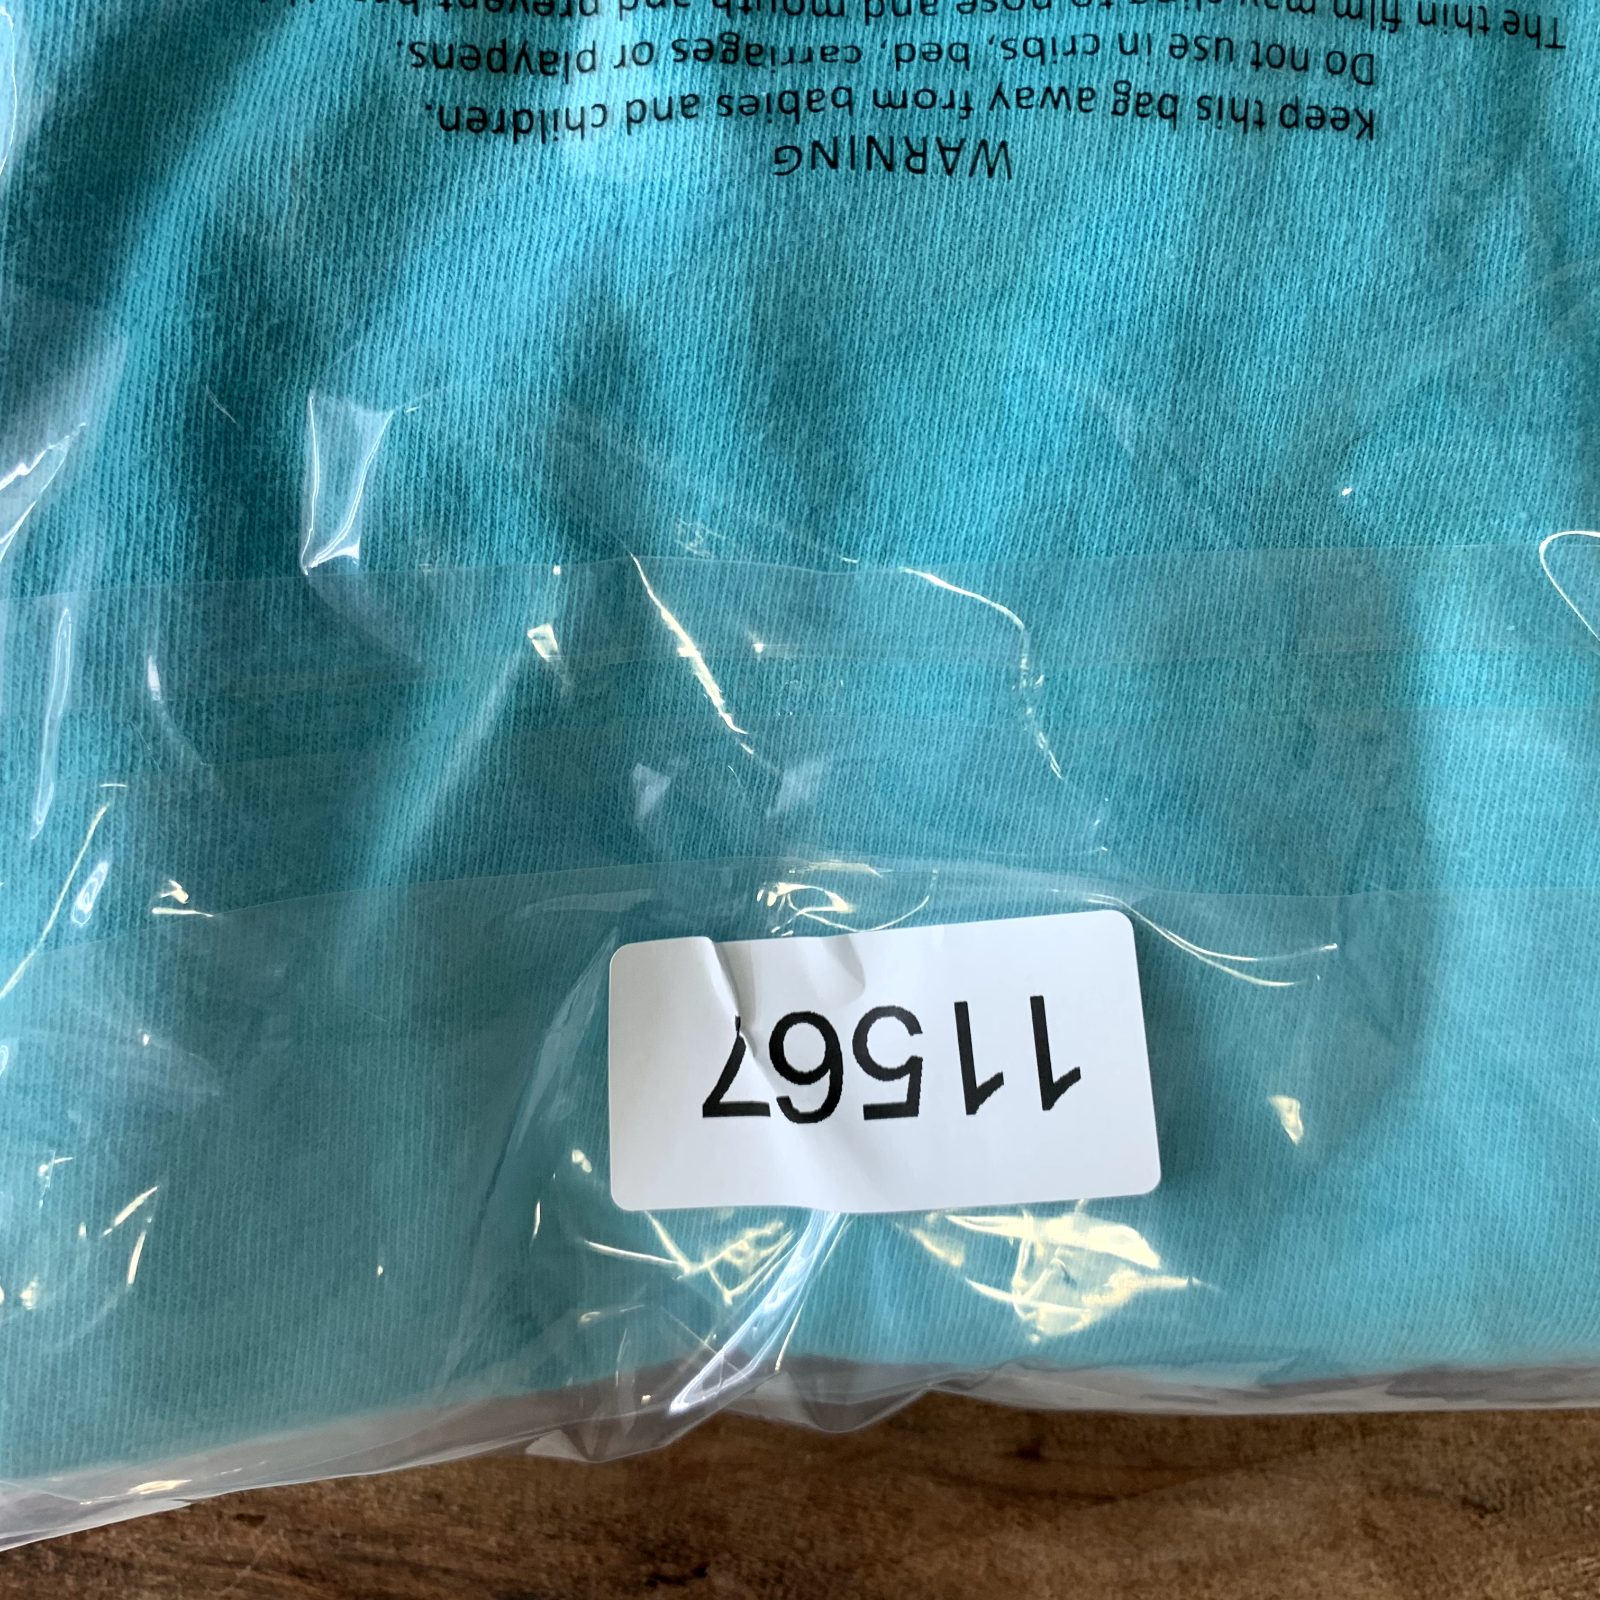 11567
WARNING
Keep this bag away from babies and children.
Do not use in cribs, bed, carriages or playpens.
The thin film may cling to nose and mouth and prevent